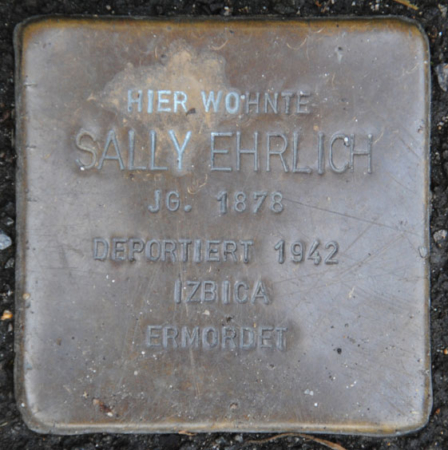 HIER WOHNTE
SALLY EHRLICH
JG. 1878
DEPORTIERT 1942
IZBICA
ERMORDET